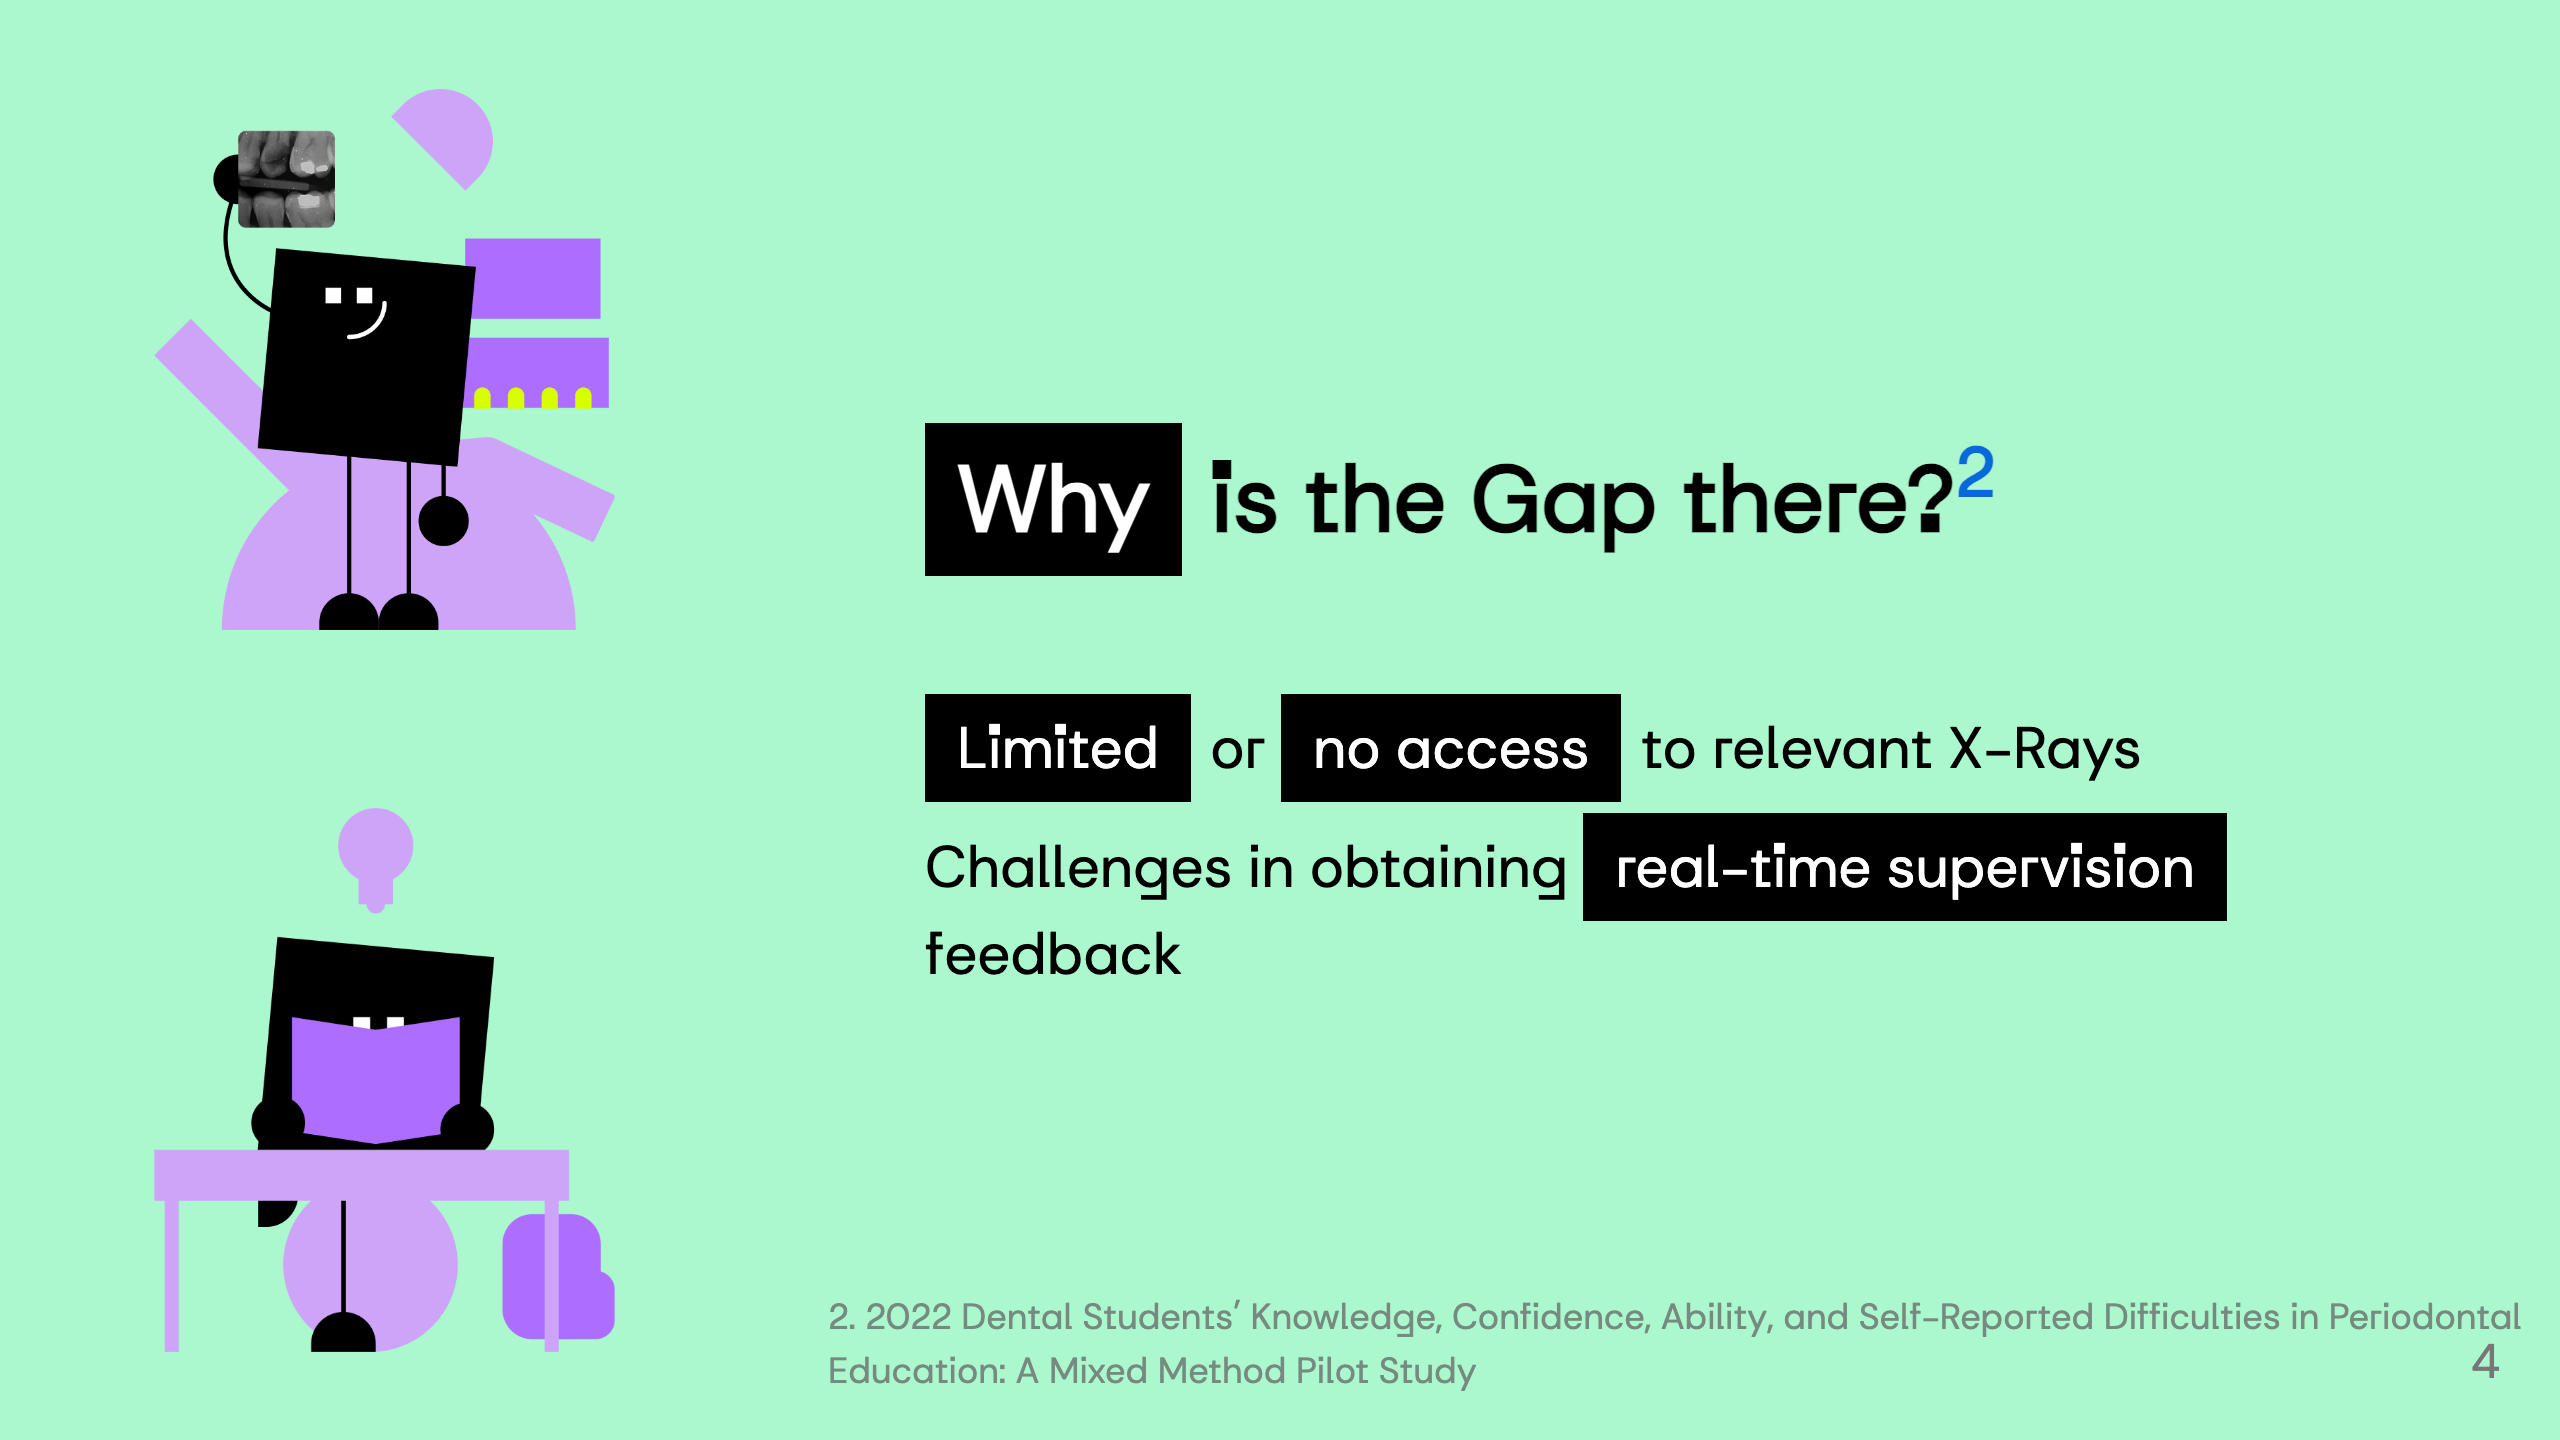 Why is the Gap there?2
Limited or no access to relevant X-Rays
Challenges in obtaining real-time supervision
feedback
2. 2022 Dental Students’ Knowledge, Confidence, Ability, and Self-Reported Difficulties in Periodontal
Education: A Mixed Method Pilot Study
4